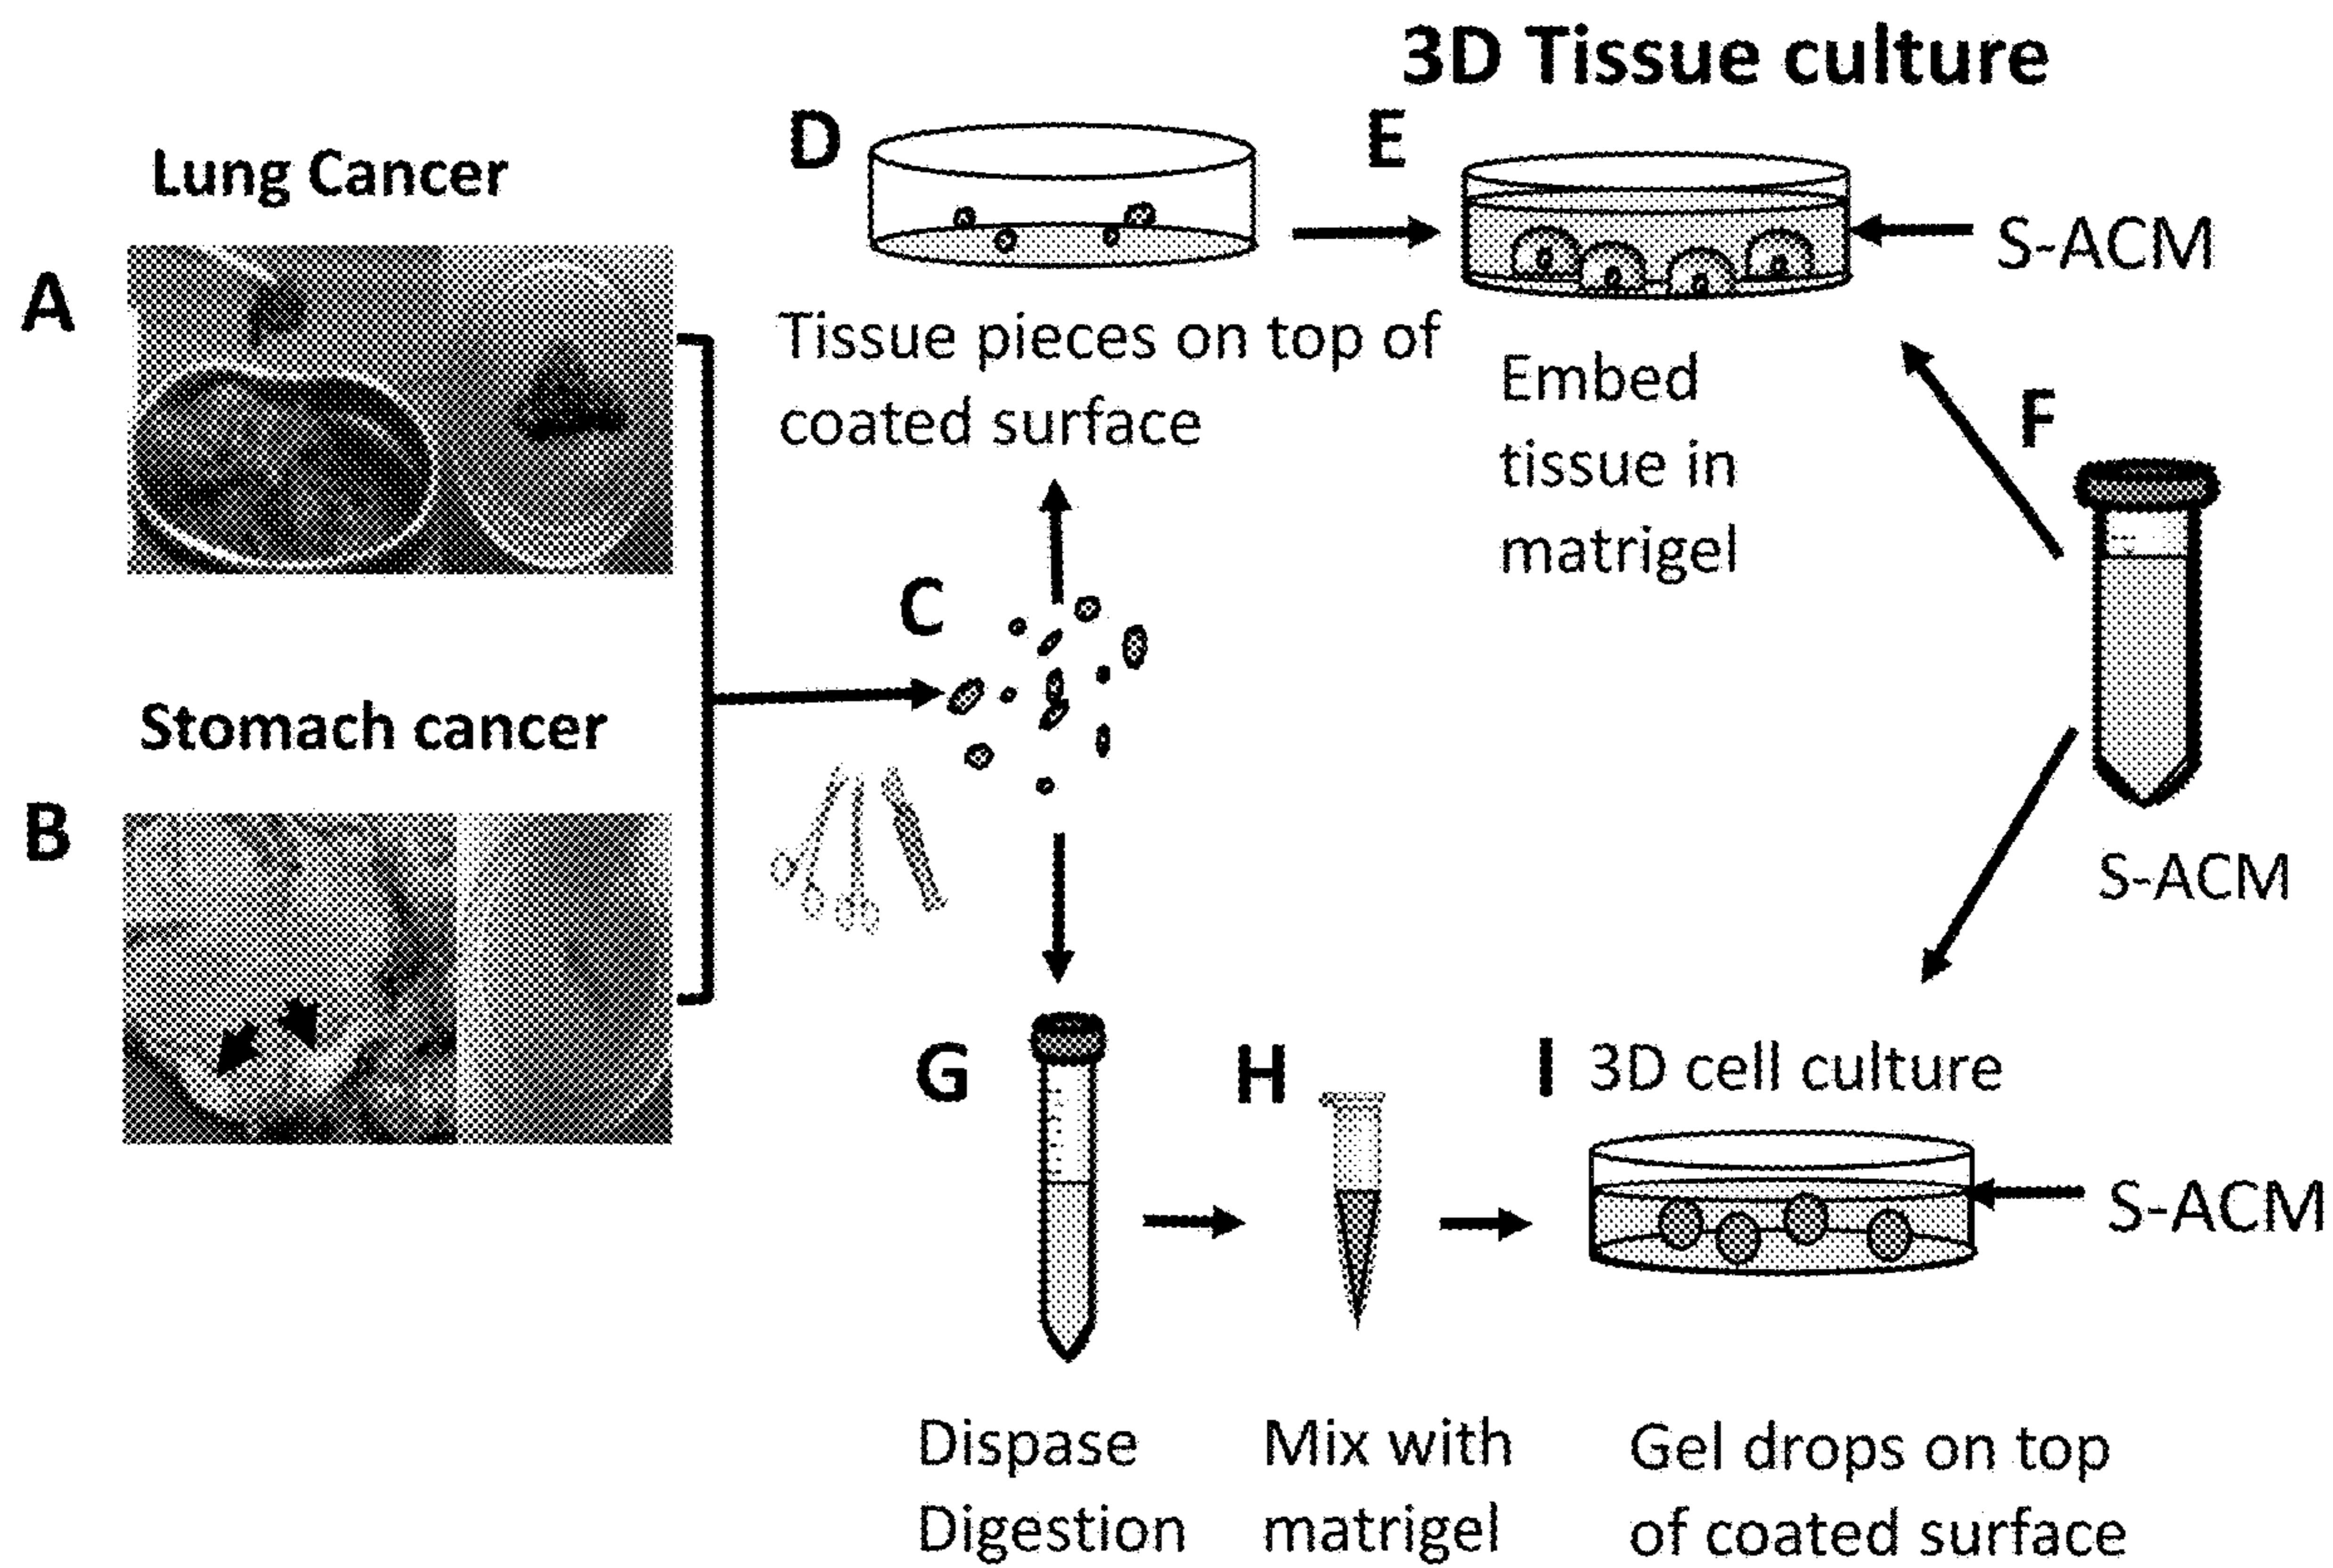 3D Tissue culture
Lung Cancer
A
D
E
S-ACM
Tissue pieces on top of
coated surface
Embed
tissue in
matrigel
F
S-ACM
C
Stomach cancer
B
G
H
I
3D cell culture
S-ACM
Dispase
Digestion
Mix with
matrigel
Gel drops on top
of coated surface